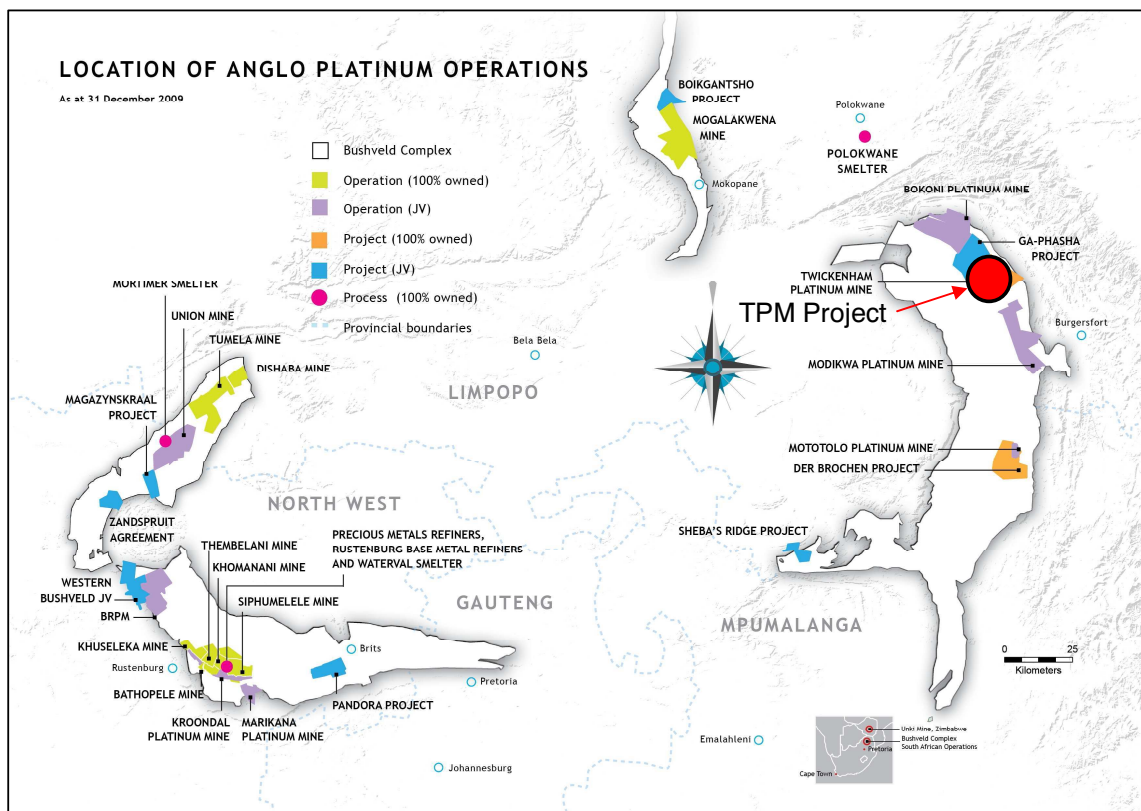 LOCATION OF ANGLO PLATINUM OPERATIONS
As at 31 December 2009
Bushveld Complex
Operation (100% owned)
Operation (JV)
Project (100% owned)
Project (JV)
Process (100% owned)
Provincial boundaries
BOIKGANTSHO
PROJECT
MOGALAKWENA
MINE
Mokopane
Polokwane
POLOKWANE
SMELTER
BOKONI PLATINUM MINE
GA-PHASHA
PROJECT
TWICKENHAM
PLATINUM MINE
TPM Project
Burgersfort
MODIKWA PLATINUM MINE
MOTOTOLO PLATINUM MINE
DER BROCHEN PROJECT
SHEBA'S RIDGE PROJECT
MORTIMER SMELTER
UNION MINE
TUMELA MINE
DISHABA MINE
MAGAZYNSKRAAL
PROJECT
Bela Bela
LIMPOPO
NORTH WEST
ZANDSPRUIT
AGREEMENT
THEMBELANI MINE
KHOMANANI MINE
PRECIOUS METALS REFINERS,
RUSTENBURG BASE METAL REFINERS
AND WATERVAL SMELTER
SIPHUMELELE MINE
WESTERN
BUSHVELD JV
BRPM
GAUTENG
MPUMALANGA
KHUSELEKA MINE
Rustenburg
Brits
Pretoria
BATHOPELE MINE
KROONDAL
PLATINUM MINE
MARIKANA
PLATINUM MINE
PANDORA PROJECT
Johannesburg
Emalahleni
0 25
Kilometers
Unki Mine, Zimbabwe
Bushveld Complex
South African Operations
Pretoria
Cape Town